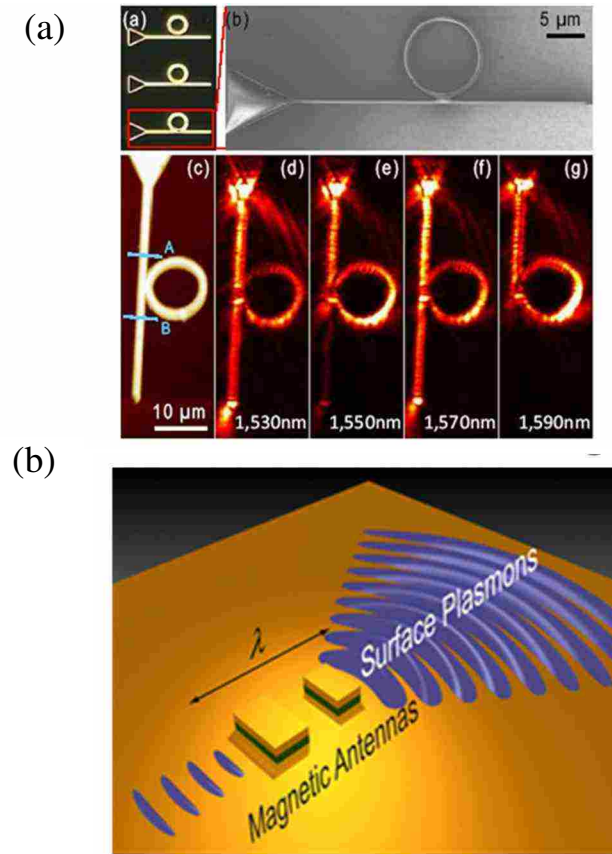 (a)
(a)
(b)
5 μm
(c)
(d)
(e)
(f)
(g)
A
B
10 μm
1,530nm
1,550nm
1,570nm
1,590nm
(b)
λ
Surface Plasmons
Magnetic Antennas